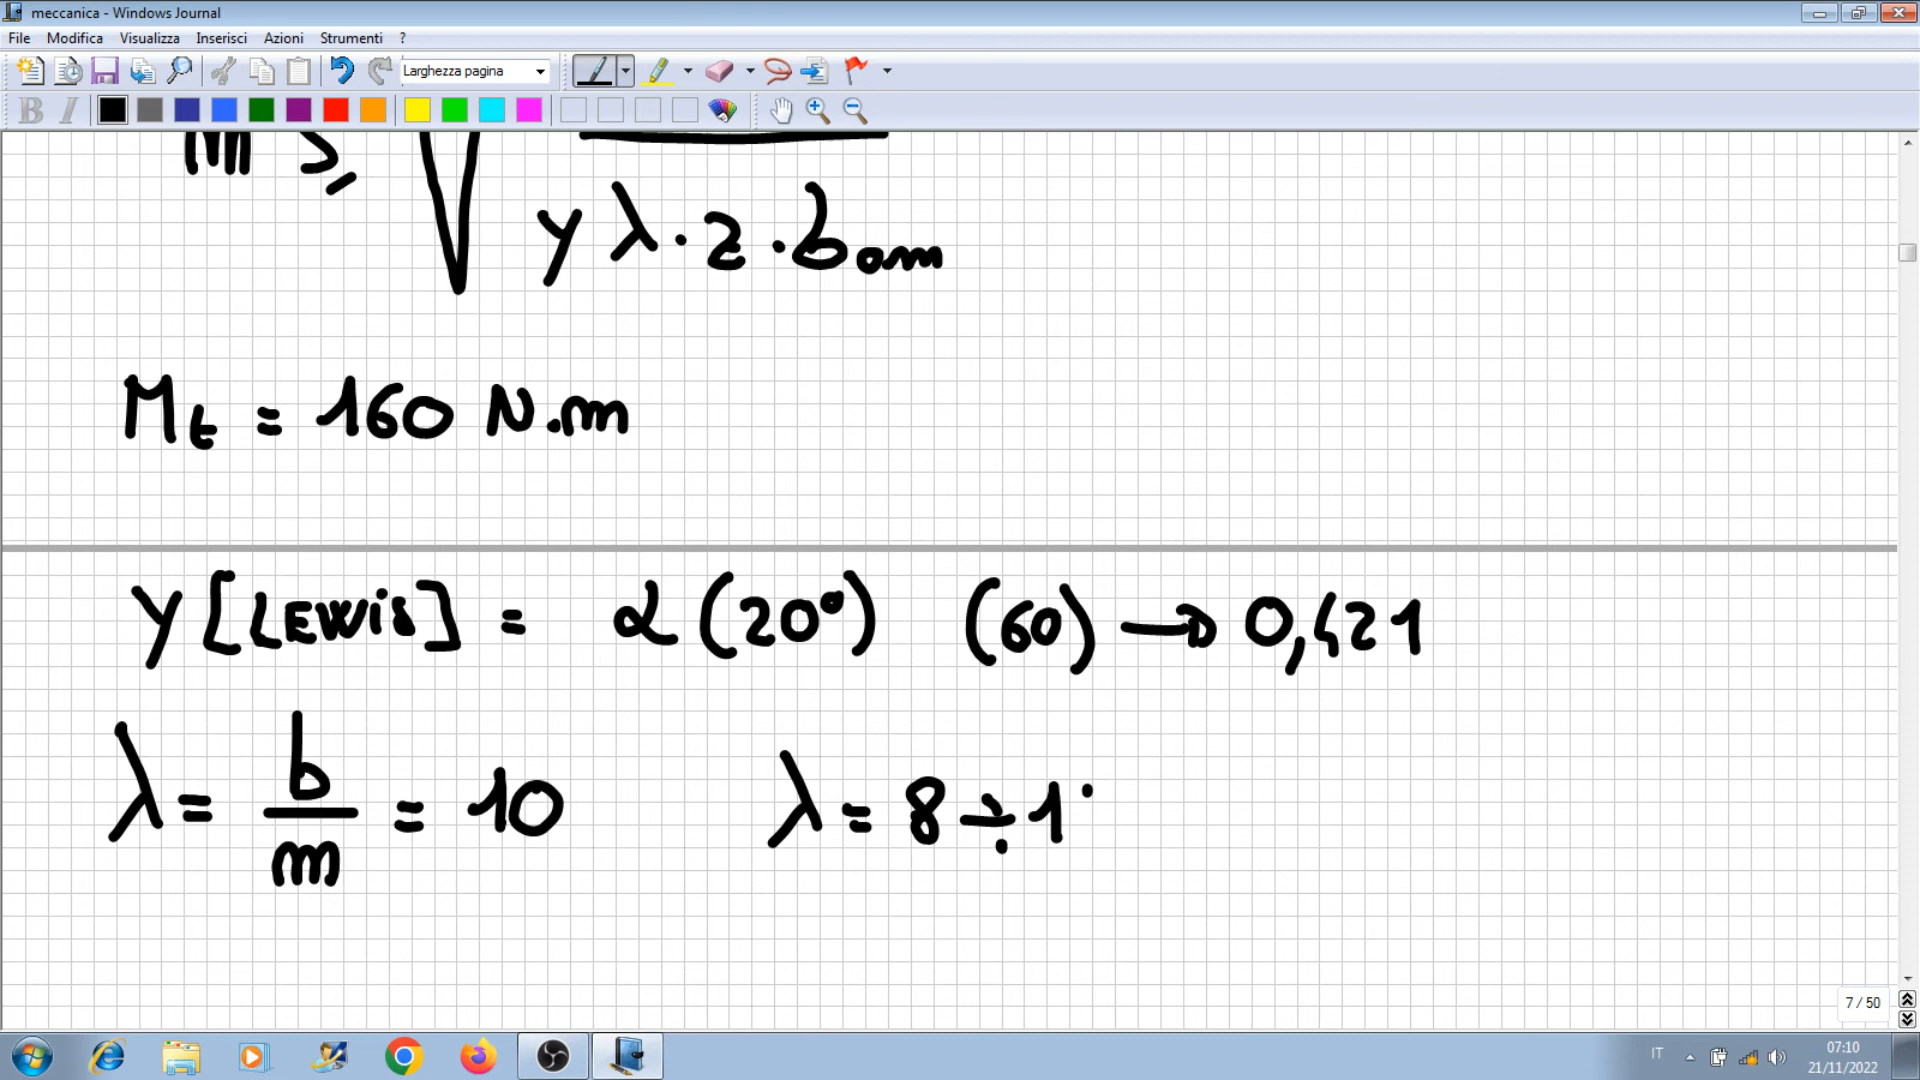 meccanica - Windows Journal
File Modifica Visualizza Inserisci Azioni Strumenti ?
Larghezza pagina
B I
y λ · z · σam
Mt = 160 N·m
y [LEWIS] = α (20°) (60) → 0,421
λ = b/m = 10 λ = 8 ÷ 1
7 / 50
IT
07:10
21/11/2022